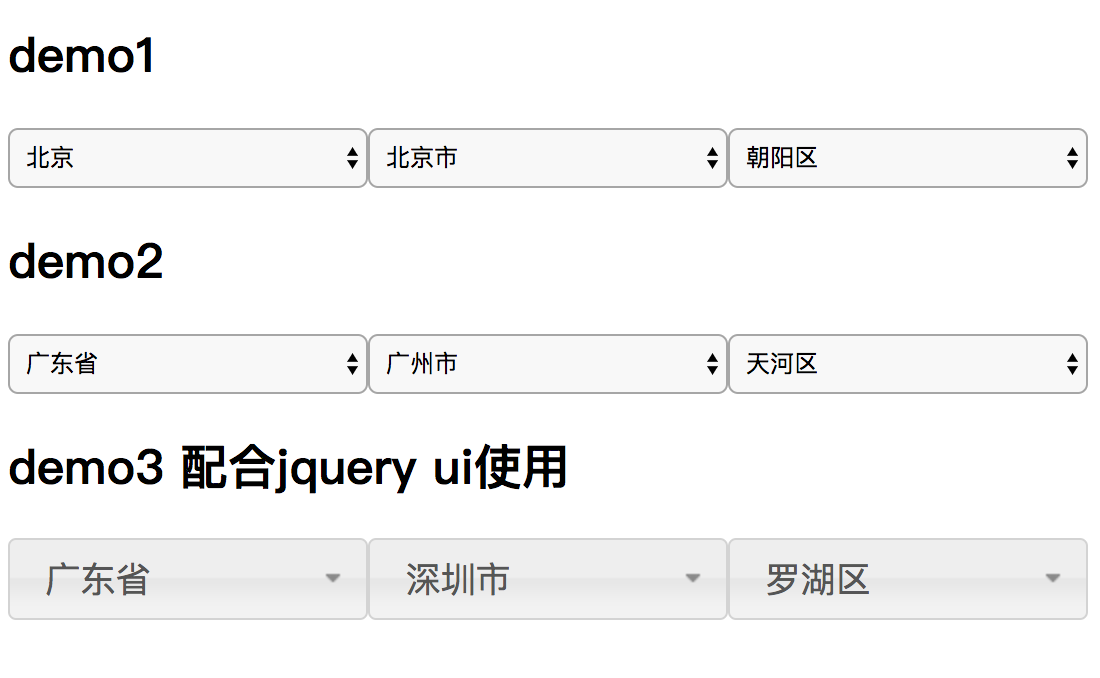 demo1
北京 北京市 朝阳区
demo2
广东省 广州市 天河区
demo3 配合jquery ui使用
广东省 深圳市 罗湖区